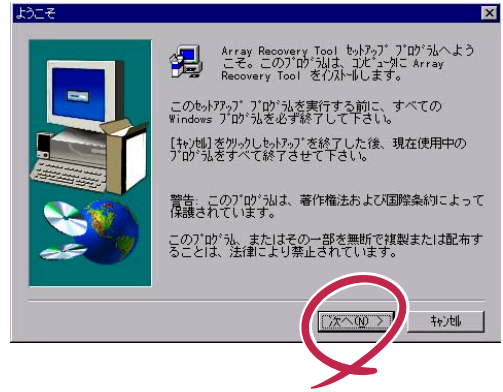 ようこそ
Array Recovery Tool ｾｯﾄｱｯﾌﾟ ﾌﾟﾛｸﾞﾗﾑへよう
こそ。このﾌﾟﾛｸﾞﾗﾑは、ｺﾝﾋﾟｭｰﾀに Array
Recovery Tool をｲﾝｽﾄｰﾙします。
このｾｯﾄｱｯﾌﾟ ﾌﾟﾛｸﾞﾗﾑを実行する前に、すべての
Windows ﾌﾟﾛｸﾞﾗﾑを必ず終了して下さい。
[ｷｬﾝｾﾙ]をｸﾘｯｸしｾｯﾄｱｯﾌﾟを終了した後、現在使用中の
ﾌﾟﾛｸﾞﾗﾑをすべて終了させて下さい。
警告: このﾌﾟﾛｸﾞﾗﾑは、著作権法および国際条約によって
保護されています。
このﾌﾟﾛｸﾞﾗﾑ、またはその一部を無断で複製または配布す
ることは、法律により禁止されています。
次へ(N) >
ｷｬﾝｾﾙ